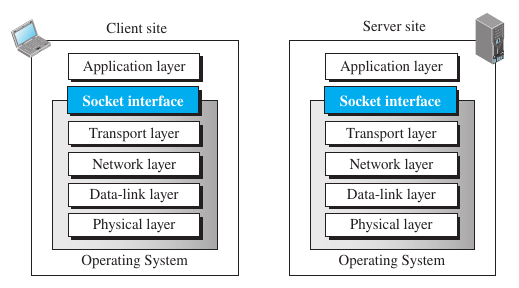 Client site
Application layer
Socket interface
Transport layer
Network layer
Data-link layer
Physical layer
Operating System
Server site
Application layer
Socket interface
Transport layer
Network layer
Data-link layer
Physical layer
Operating System